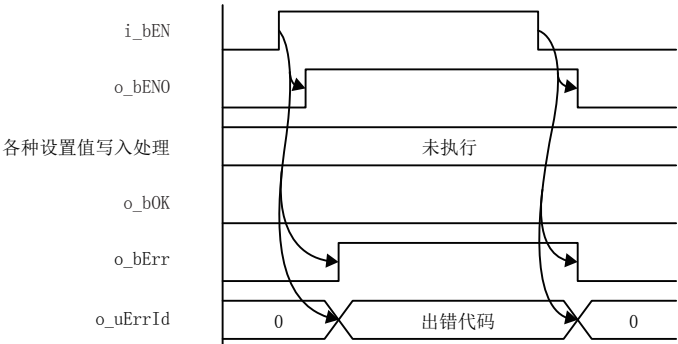 i_bEN
o_bENO
各种设置值写入处理
未执行
o_bOK
o_bErr
o_uErrId
0
出错代码
0